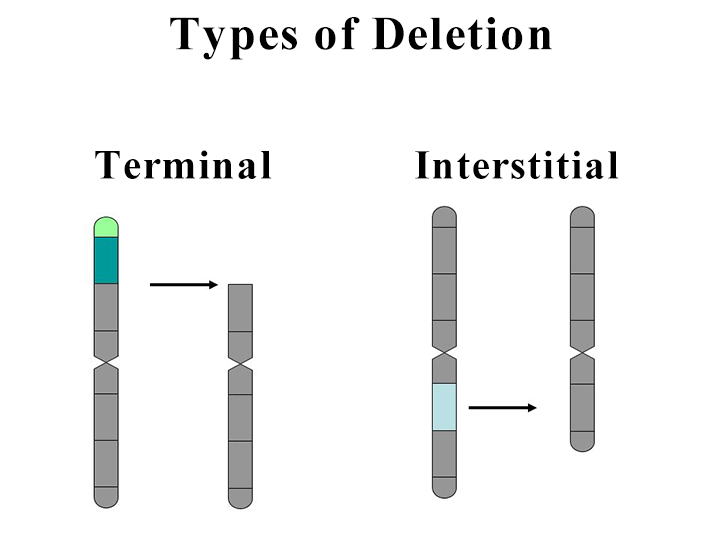 Types of Deletion
Terminal
Interstitial